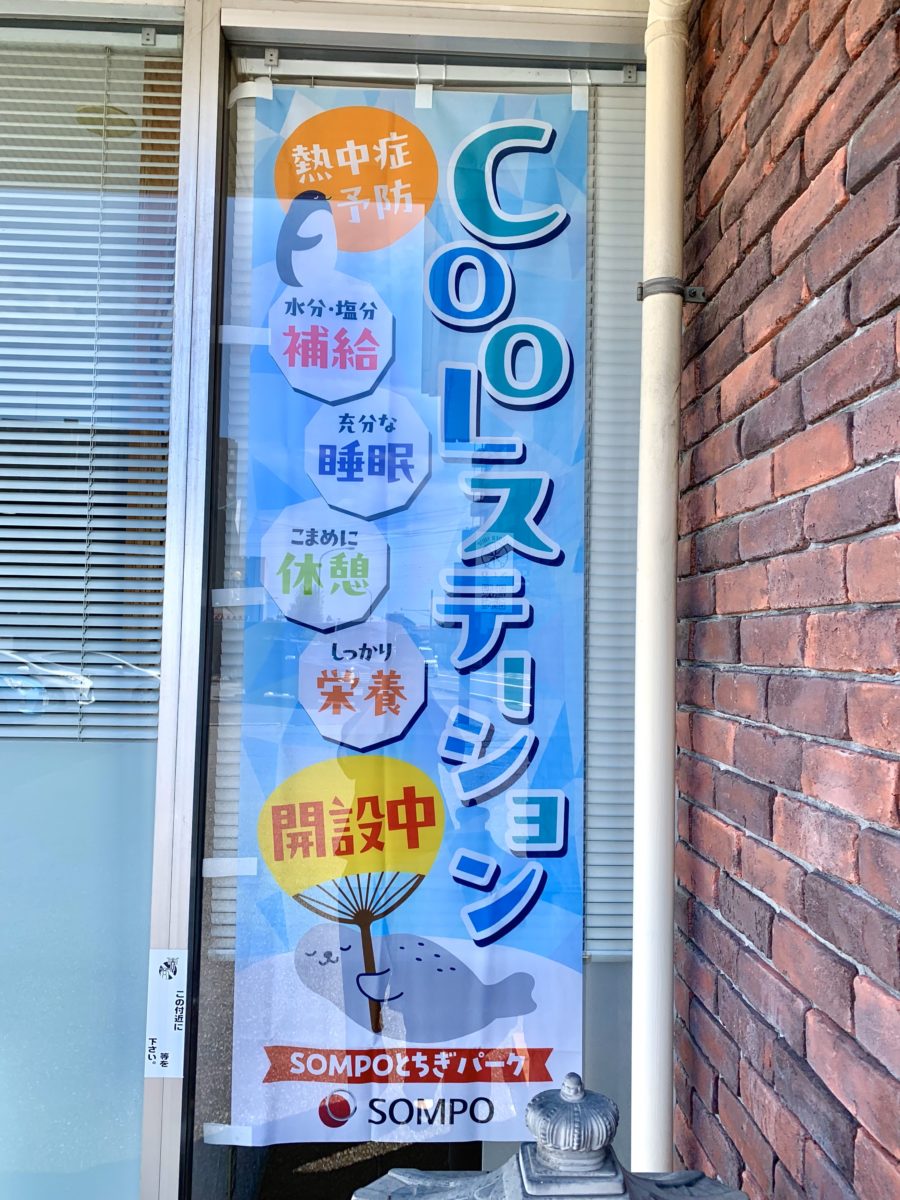 Coolステーション
熱中症
予防
水分・塩分
補給
充分な
睡眠
こまめに
休憩
しっかり
栄養
開設中
SOMPOとちぎパーク
SOMPO
この付近に
等を
下さい。